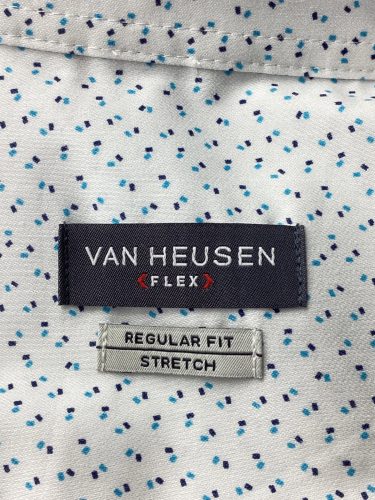 VAN HEUSEN
FLEX
REGULAR FIT
STRETCH